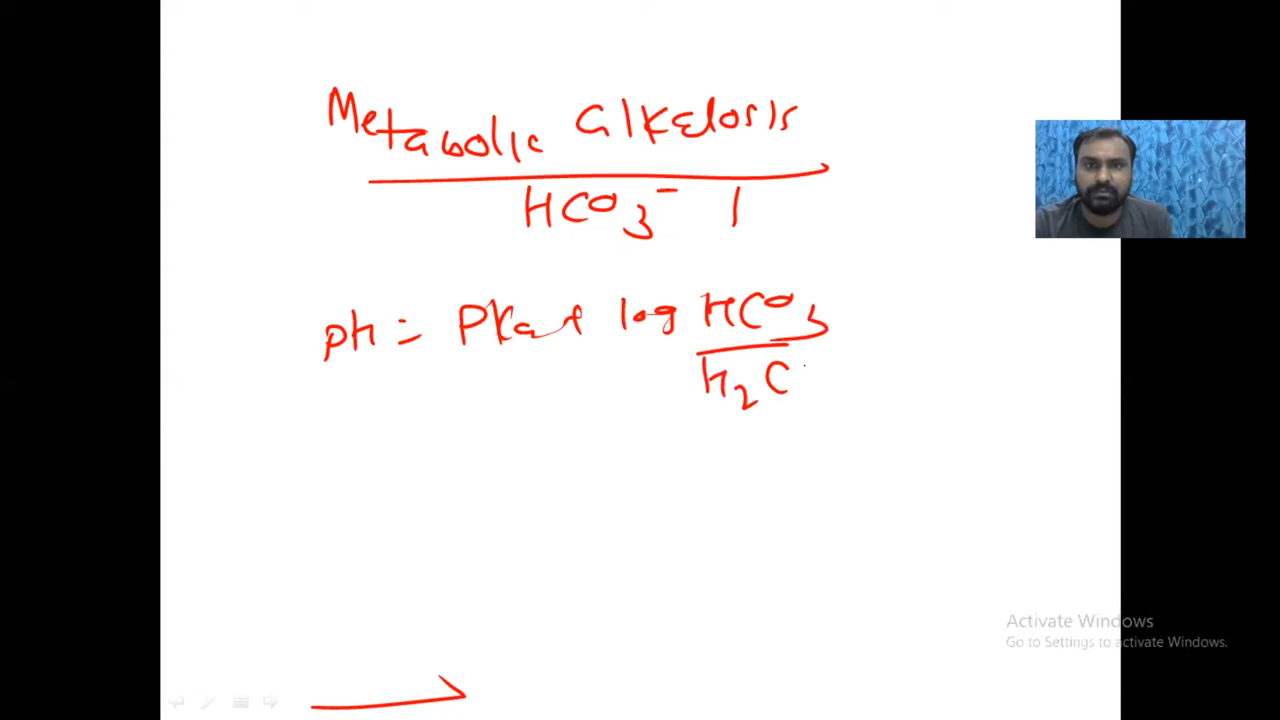 Metabolic alkalosis
HCO3⁻ |
pH = PKa + log HCO3
H2C
Activate Windows
Go to Settings to activate Windows.